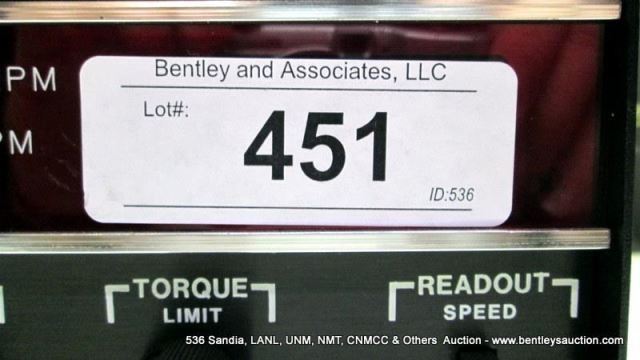 Bentley and Associates, LLC
PM
Lot#:
451
PM
ID:536
TORQUE
LIMIT
READOUT
SPEED
536 Sandia, LANL, UNM, NMT, CNMCC & Others Auction - www.bentleysauction.com